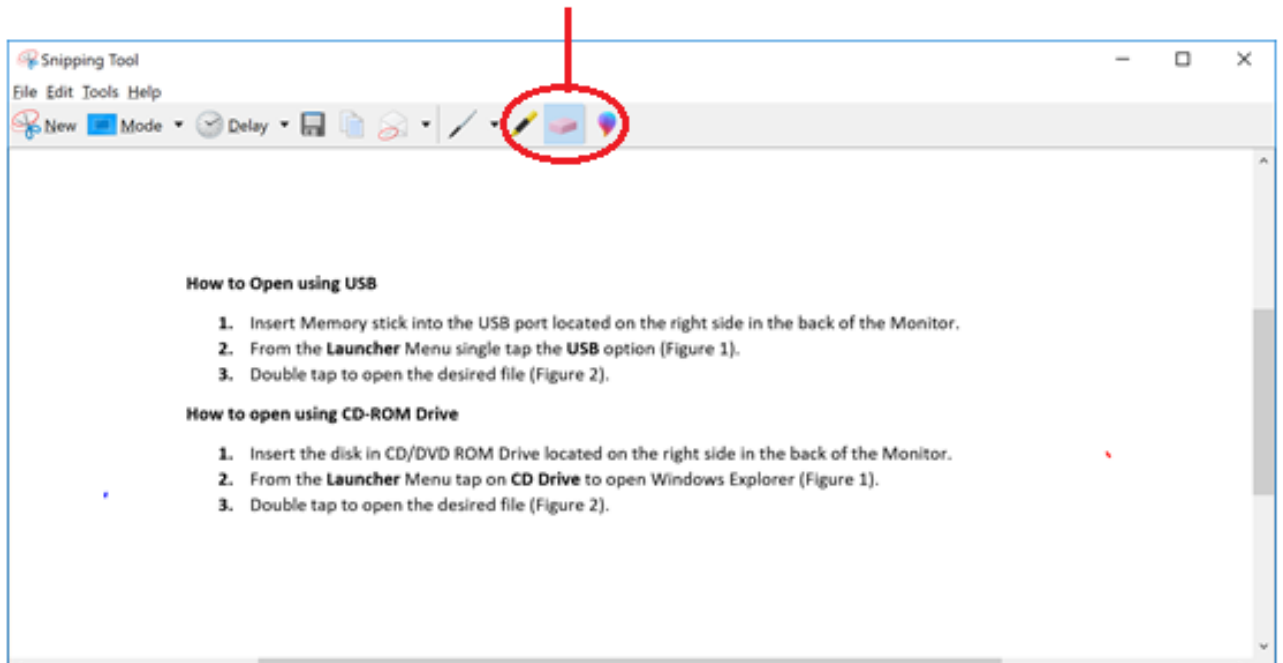 Snipping Tool
File Edit Tools Help
New Mode Delay
How to Open using USB
1. Insert Memory stick into the USB port located on the right side in the back of the Monitor.
2. From the Launcher Menu single tap the USB option (Figure 1).
3. Double tap to open the desired file (Figure 2).
How to open using CD-ROM Drive
1. Insert the disk in CD/DVD ROM Drive located on the right side in the back of the Monitor.
2. From the Launcher Menu tap on CD Drive to open Windows Explorer (Figure 1).
3. Double tap to open the desired file (Figure 2).